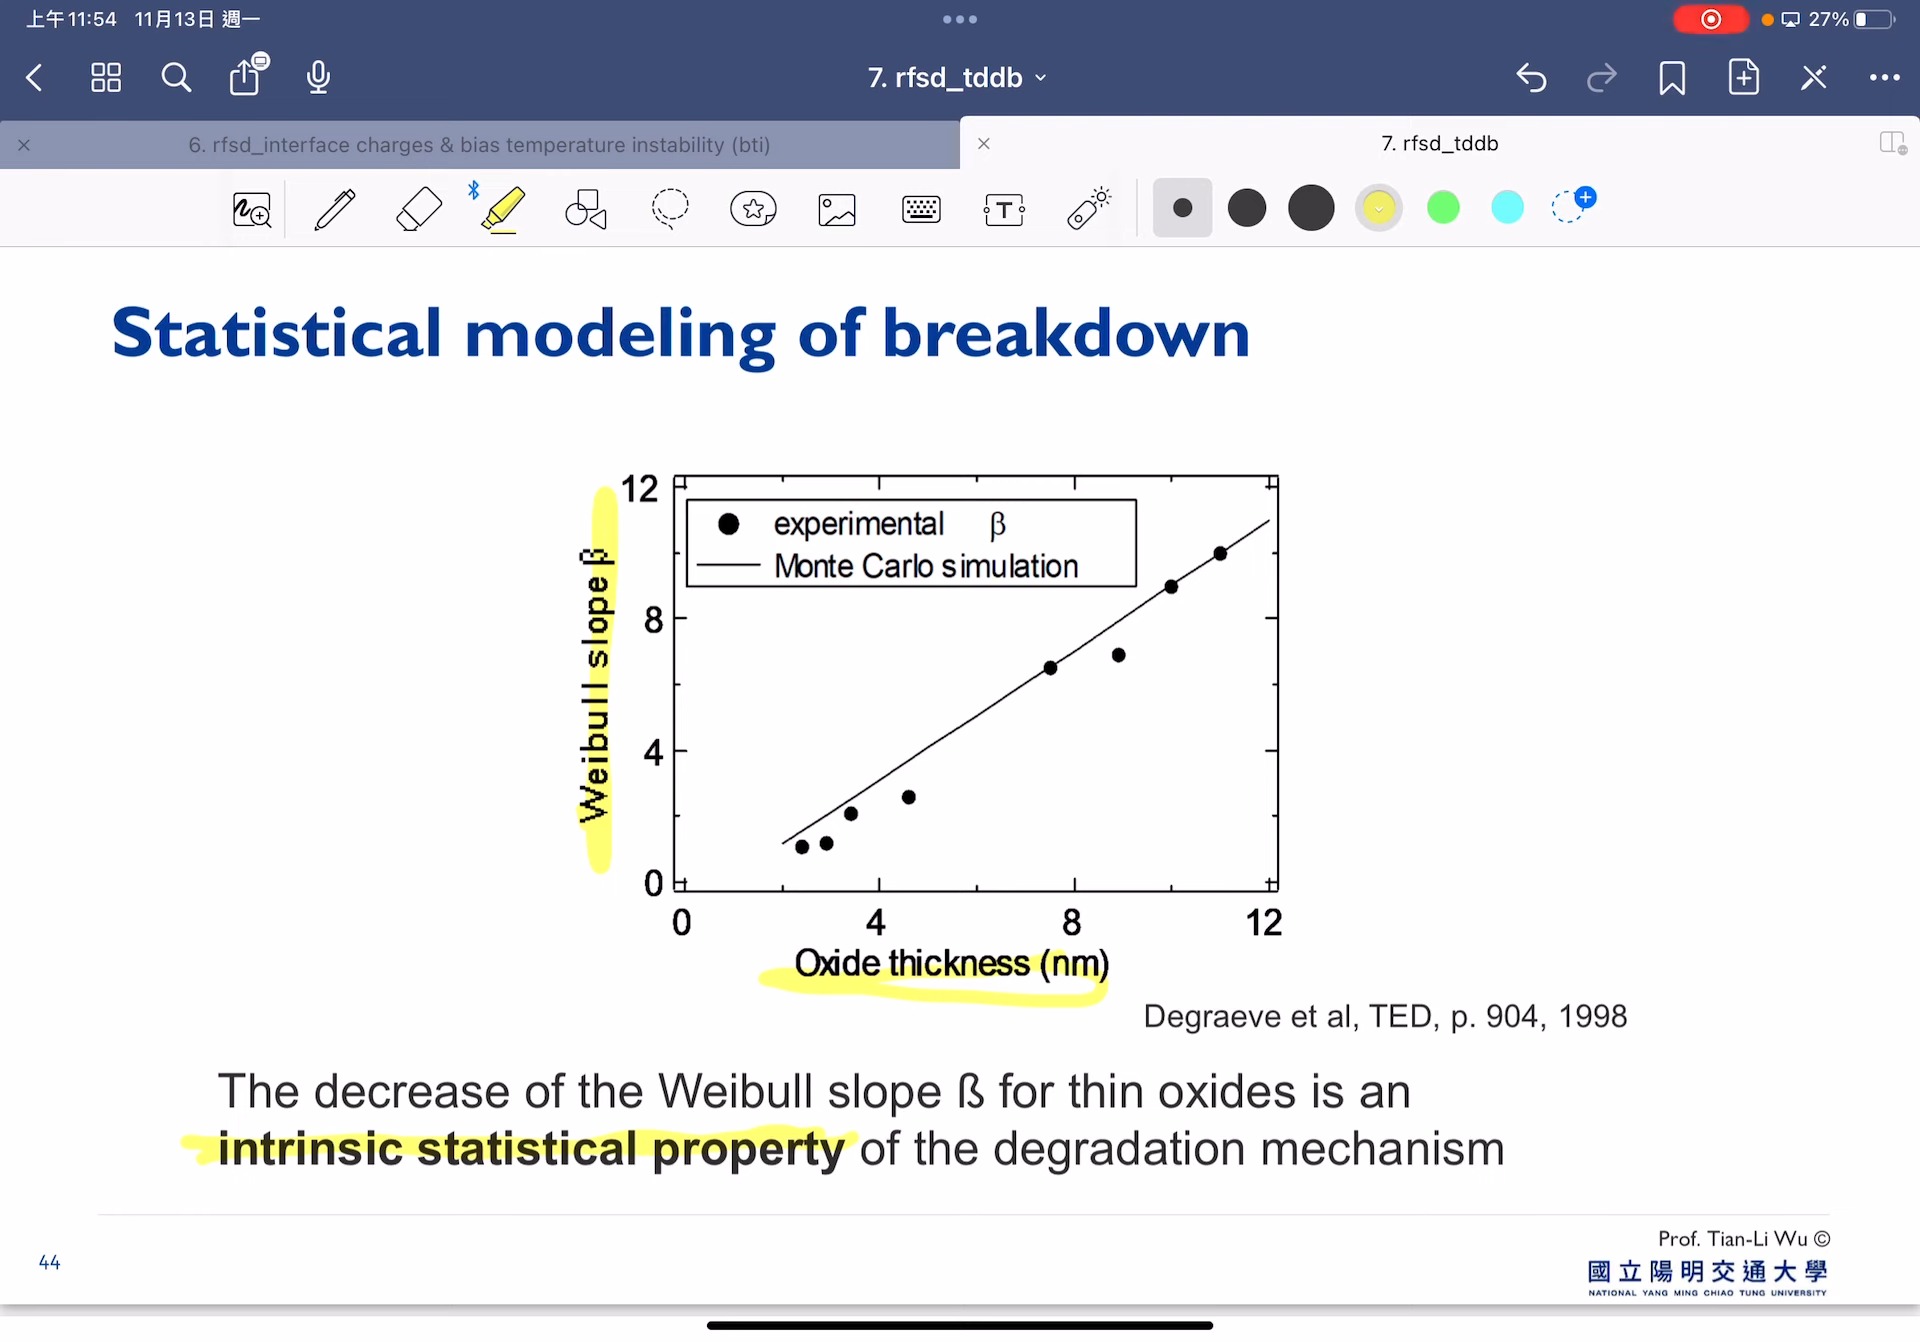 上午11:54 11月13日 週一
27%
7. rfsd_tddb
6. rfsd_interface charges & bias temperature instability (bti)
7. rfsd_tddb
T
Statistical modeling of breakdown
12
8
4
0
Weibull slope β
experimental β
Monte Carlo simulation
0 4 8 12
Oxide thickness (nm)
Degraeve et al, TED, p. 904, 1998
The decrease of the Weibull slope ß for thin oxides is an
intrinsic statistical property of the degradation mechanism
44
Prof. Tian-Li Wu ©
國立陽明交通大學
NATIONAL YANG MING CHIAO TUNG UNIVERSITY